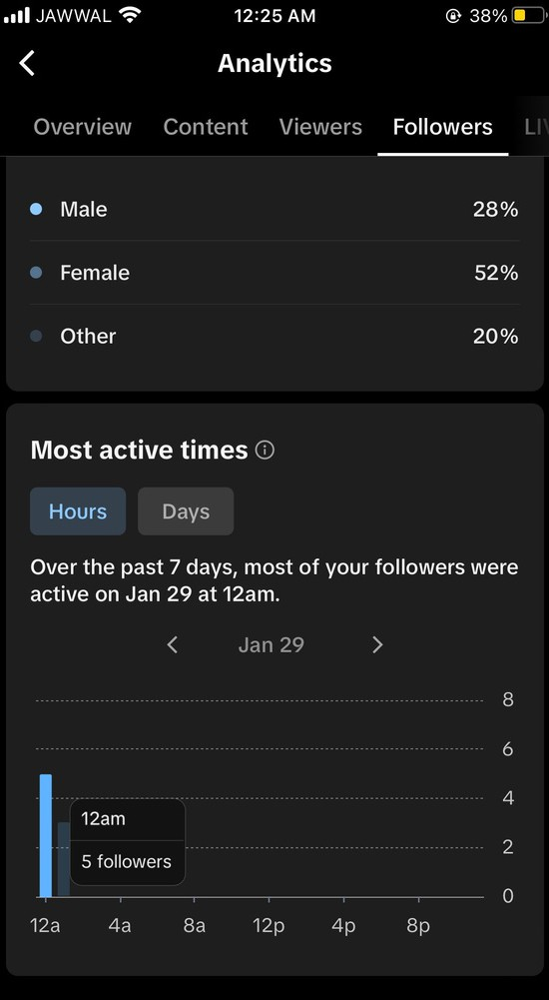 JAWWAL 12:25 AM 38%
Analytics
Overview Content Viewers Followers LIV
Male 28%
Female 52%
Other 20%
Most active times
Hours Days
Over the past 7 days, most of your followers were
active on Jan 29 at 12am.
Jan 29
8
6
4
12am
2
5 followers
0
12a 4a 8a 12p 4p 8p